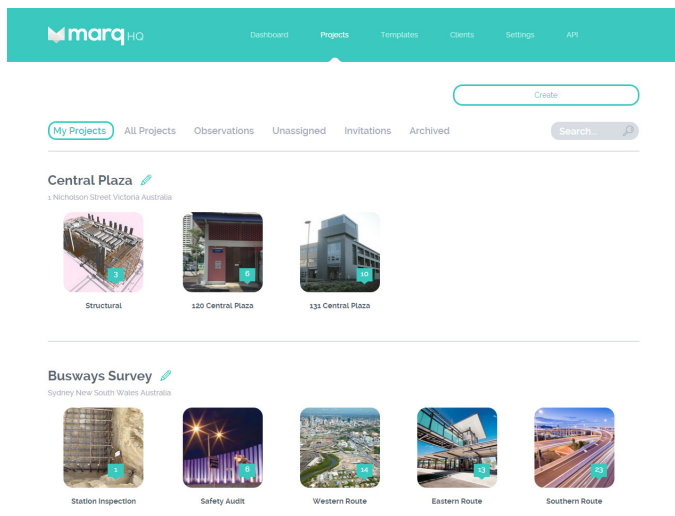 marq HQ
Dashboard Projects Templates Clients Settings API
Create
My Projects All Projects Observations Unassigned Invitations Archived Search...
Central Plaza
1 Nicholson Street Victoria Australia
3 6 10
Structural 120 Central Plaza 131 Central Plaza
Busways Survey
Sydney New South Wales Australia
1 6 14 13 23
Station Inspection Safety Audit Western Route Eastern Route Southern Route